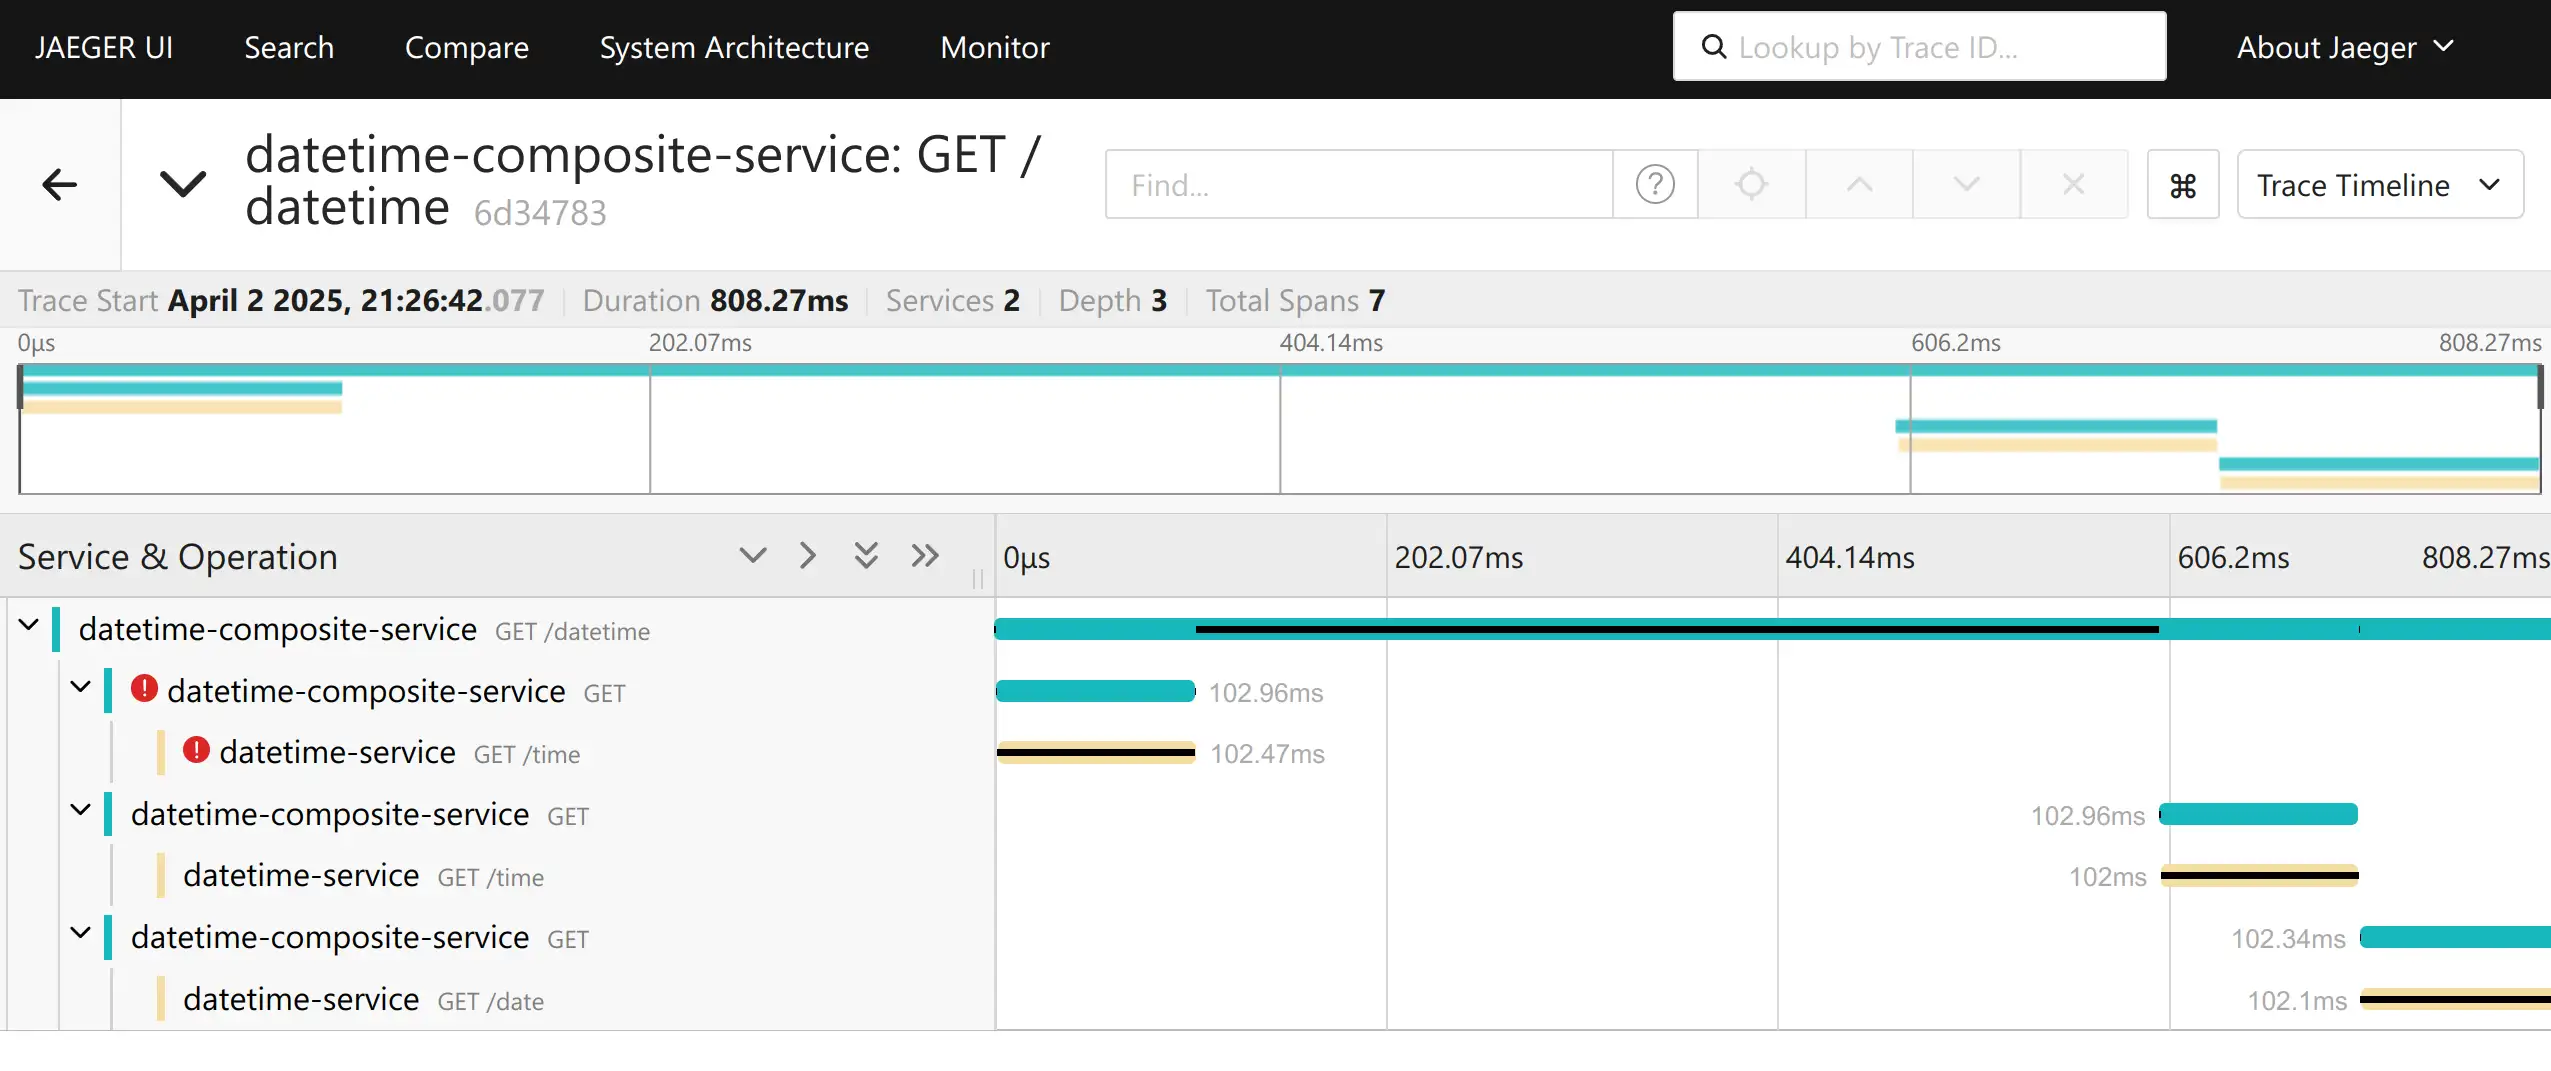 JAEGER UI Search Compare System Architecture Monitor Lookup by Trace ID... About Jaeger
datetime-composite-service: GET /
datetime 6d34783
Find...
Trace Timeline
Trace Start April 2 2025, 21:26:42.077 Duration 808.27ms Services 2 Depth 3 Total Spans 7
0μs 202.07ms 404.14ms 606.2ms 808.27ms
Service & Operation 0μs 202.07ms 404.14ms 606.2ms 808.27ms
datetime-composite-service GET /datetime
datetime-composite-service GET 102.96ms
datetime-service GET /time 102.47ms
datetime-composite-service GET 102.96ms
datetime-service GET /time 102ms
datetime-composite-service GET 102.34ms
datetime-service GET /date 102.1ms